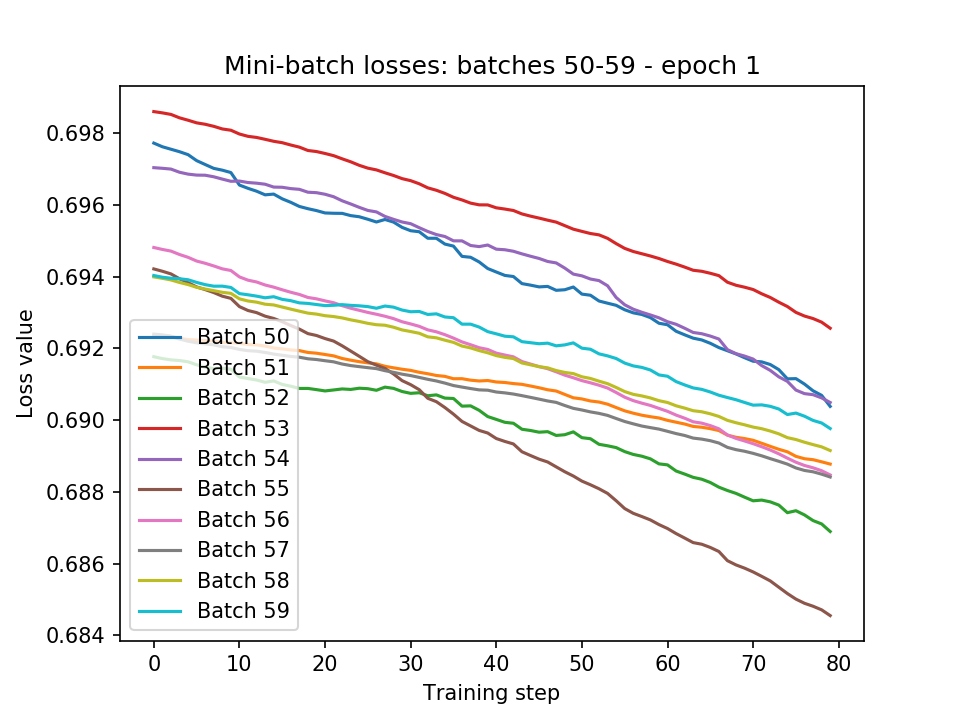 Mini-batch losses: batches 50-59 - epoch 1
Loss value
0.698
0.696
0.694
0.692
0.690
0.688
0.686
0.684
Batch 50
Batch 51
Batch 52
Batch 53
Batch 54
Batch 55
Batch 56
Batch 57
Batch 58
Batch 59
0 10 20 30 40 50 60 70 80
Training step